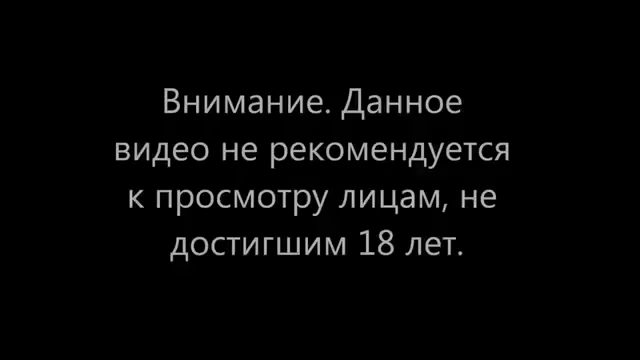 Внимание. Данное
видео не рекомендуется
к просмотру лицам, не
достигшим 18 лет.